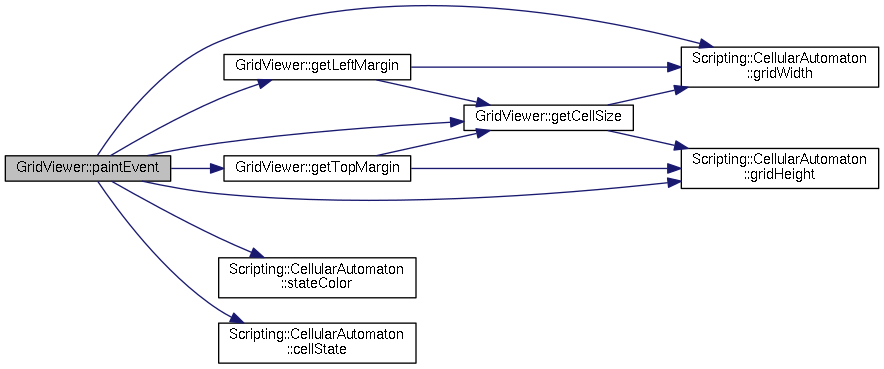 GridViewer::paintEvent
GridViewer::getLeftMargin
GridViewer::getTopMargin
Scripting::CellularAutomaton
::stateColor
Scripting::CellularAutomaton
::cellState
GridViewer::getCellSize
Scripting::CellularAutomaton
::gridWidth
Scripting::CellularAutomaton
::gridHeight